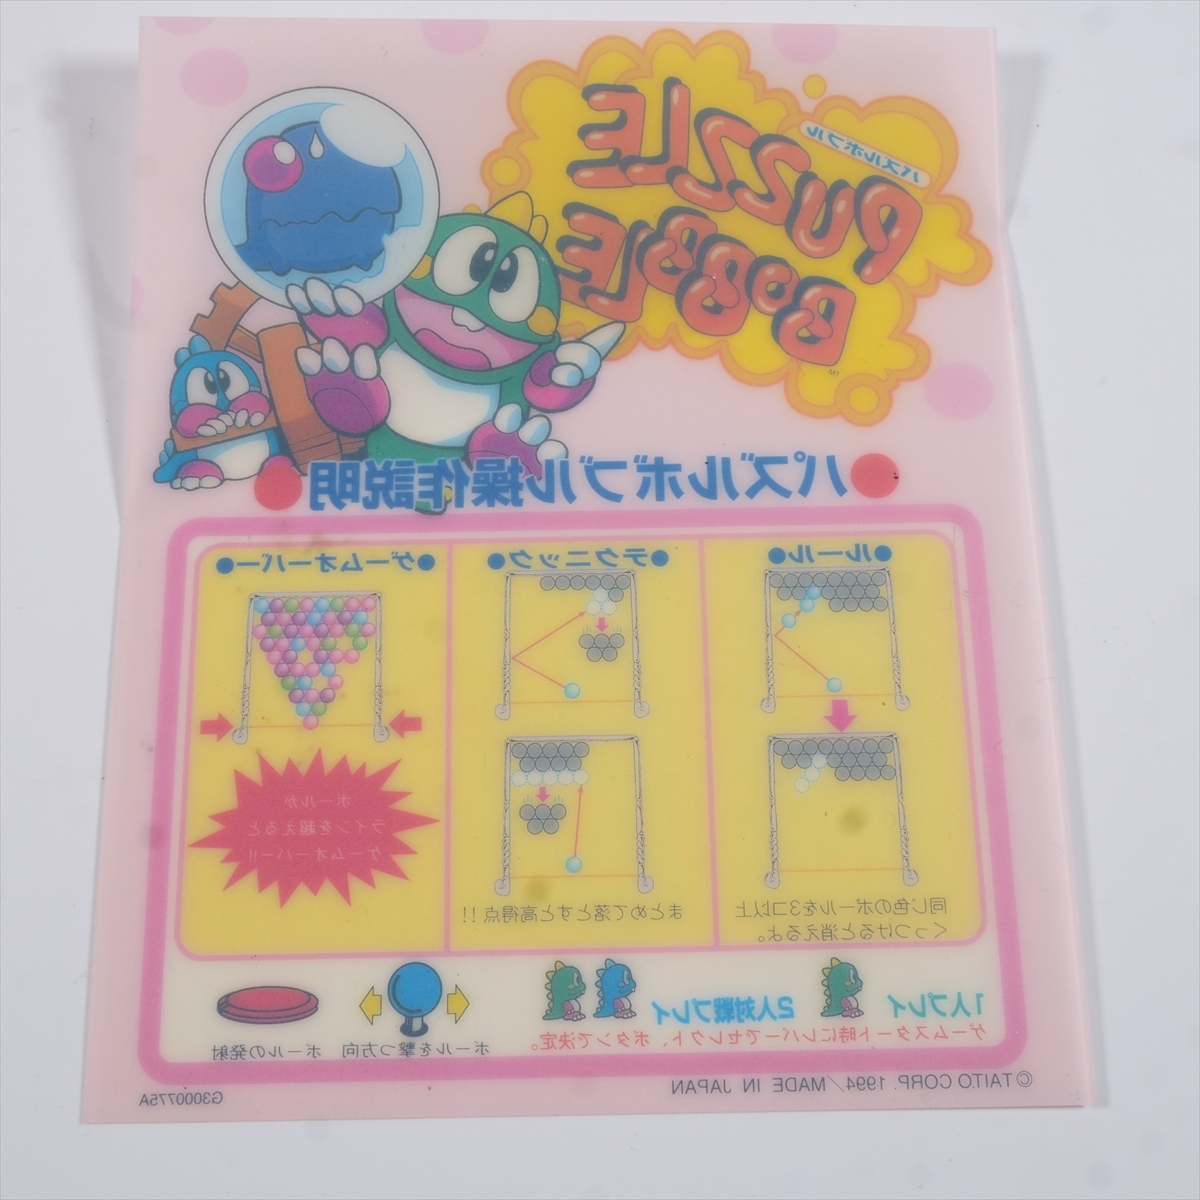 パズルボブル
PUZZLE
BOBBLE
TM
●パズルボブル操作説明●
●ルール●
●テクニック●
●ゲームオーバー●
同じ色のボールを3コ以上
くっつけると消えるよ。
まとめて落とすと高得点!!
ボールが
ラインを超えると
ゲームオーバー!!
1人プレイ
2人対戦プレイ
ゲームスタート時にレバーでセレクト、ボタンで決定。
ボールを撃つ方向
ボールの発射
©TAITO CORP. 1994/MADE IN JAPAN
G3000775A